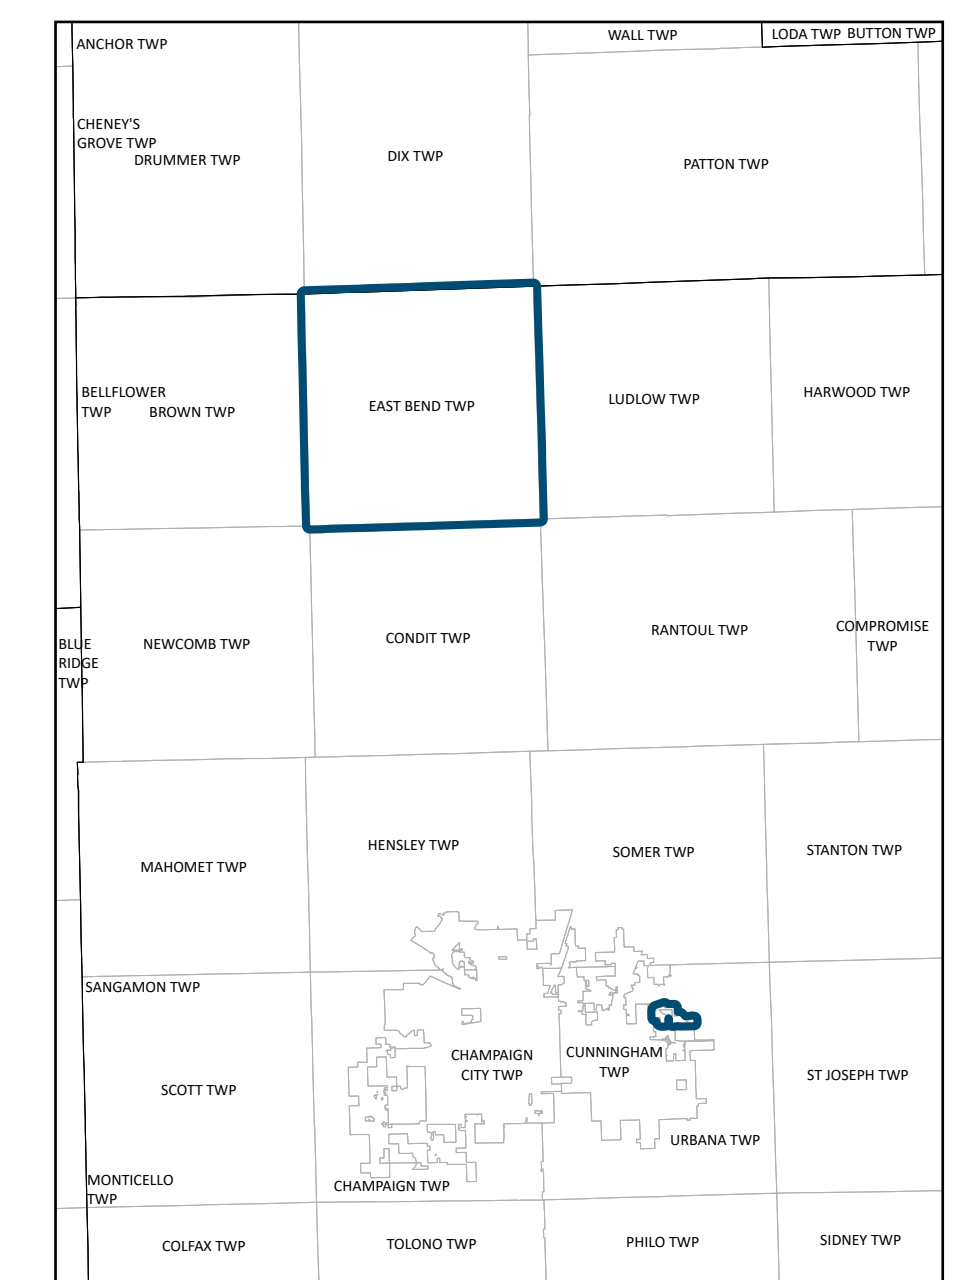 WALL TWP
LODA TWP BUTTON TWP
ANCHOR TWP
CHENEY'S
GROVE TWP
DRUMMER TWP
DIX TWP
PATTON TWP
BELLFLOWER
TWP
BROWN TWP
EAST BEND TWP
LUDLOW TWP
HARWOOD TWP
BLUE
RIDGE
TWP
NEWCOMB TWP
CONDIT TWP
RANTOUL TWP
COMPROMISE
TWP
MAHOMET TWP
HENSLEY TWP
SOMER TWP
STANTON TWP
SANGAMON TWP
SCOTT TWP
CHAMPAIGN
CITY TWP
CUNNINGHAM
TWP
ST JOSEPH TWP
URBANA TWP
MONTICELLO
TWP
CHAMPAIGN TWP
COLFAX TWP
TOLONO TWP
PHILO TWP
SIDNEY TWP